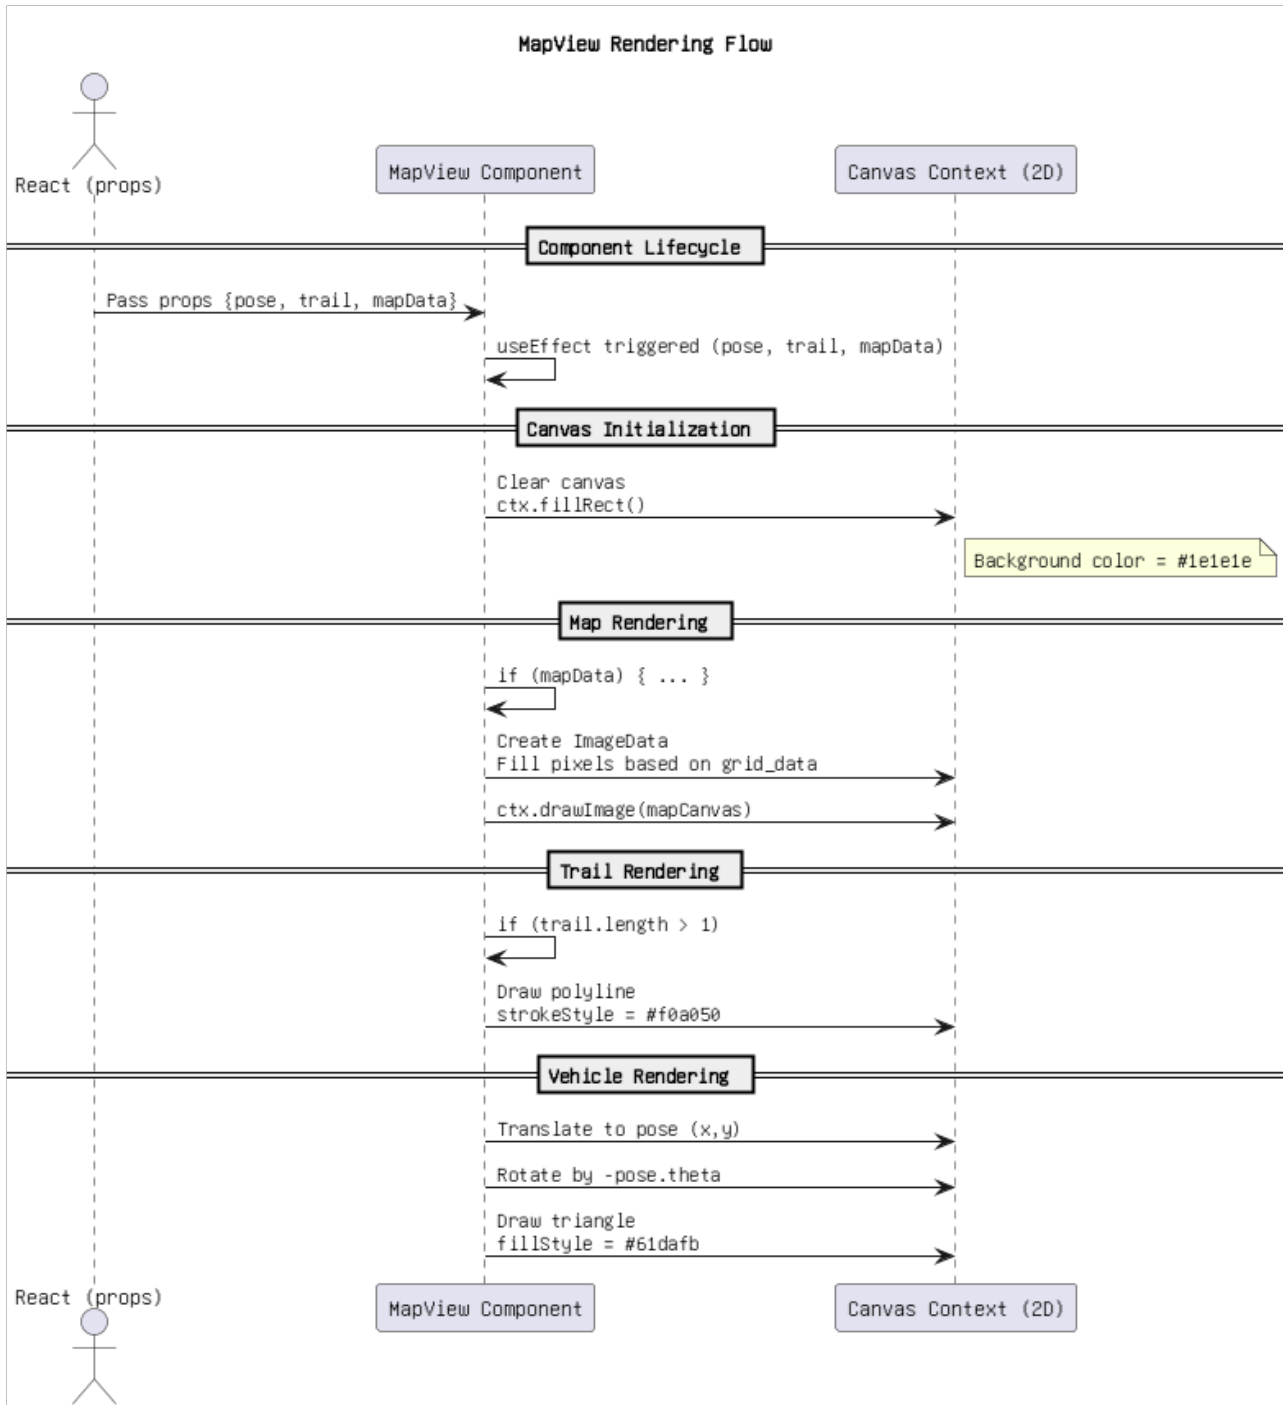 MapView Rendering Flow
React (props)
MapView Component
Canvas Context (2D)
Component Lifecycle
Pass props {pose, trail, mapData}
useEffect triggered (pose, trail, mapData)
Canvas Initialization
Clear canvas
ctx.fillRect()
Background color = #1e1e1e
Map Rendering
if (mapData) { ... }
Create ImageData
Fill pixels based on grid_data
ctx.drawImage(mapCanvas)
Trail Rendering
if (trail.length > 1)
Draw polyline
strokeStyle = #f0a050
Vehicle Rendering
Translate to pose (x,y)
Rotate by -pose.theta
Draw triangle
fillStyle = #61dafb
React (props)
MapView Component
Canvas Context (2D)